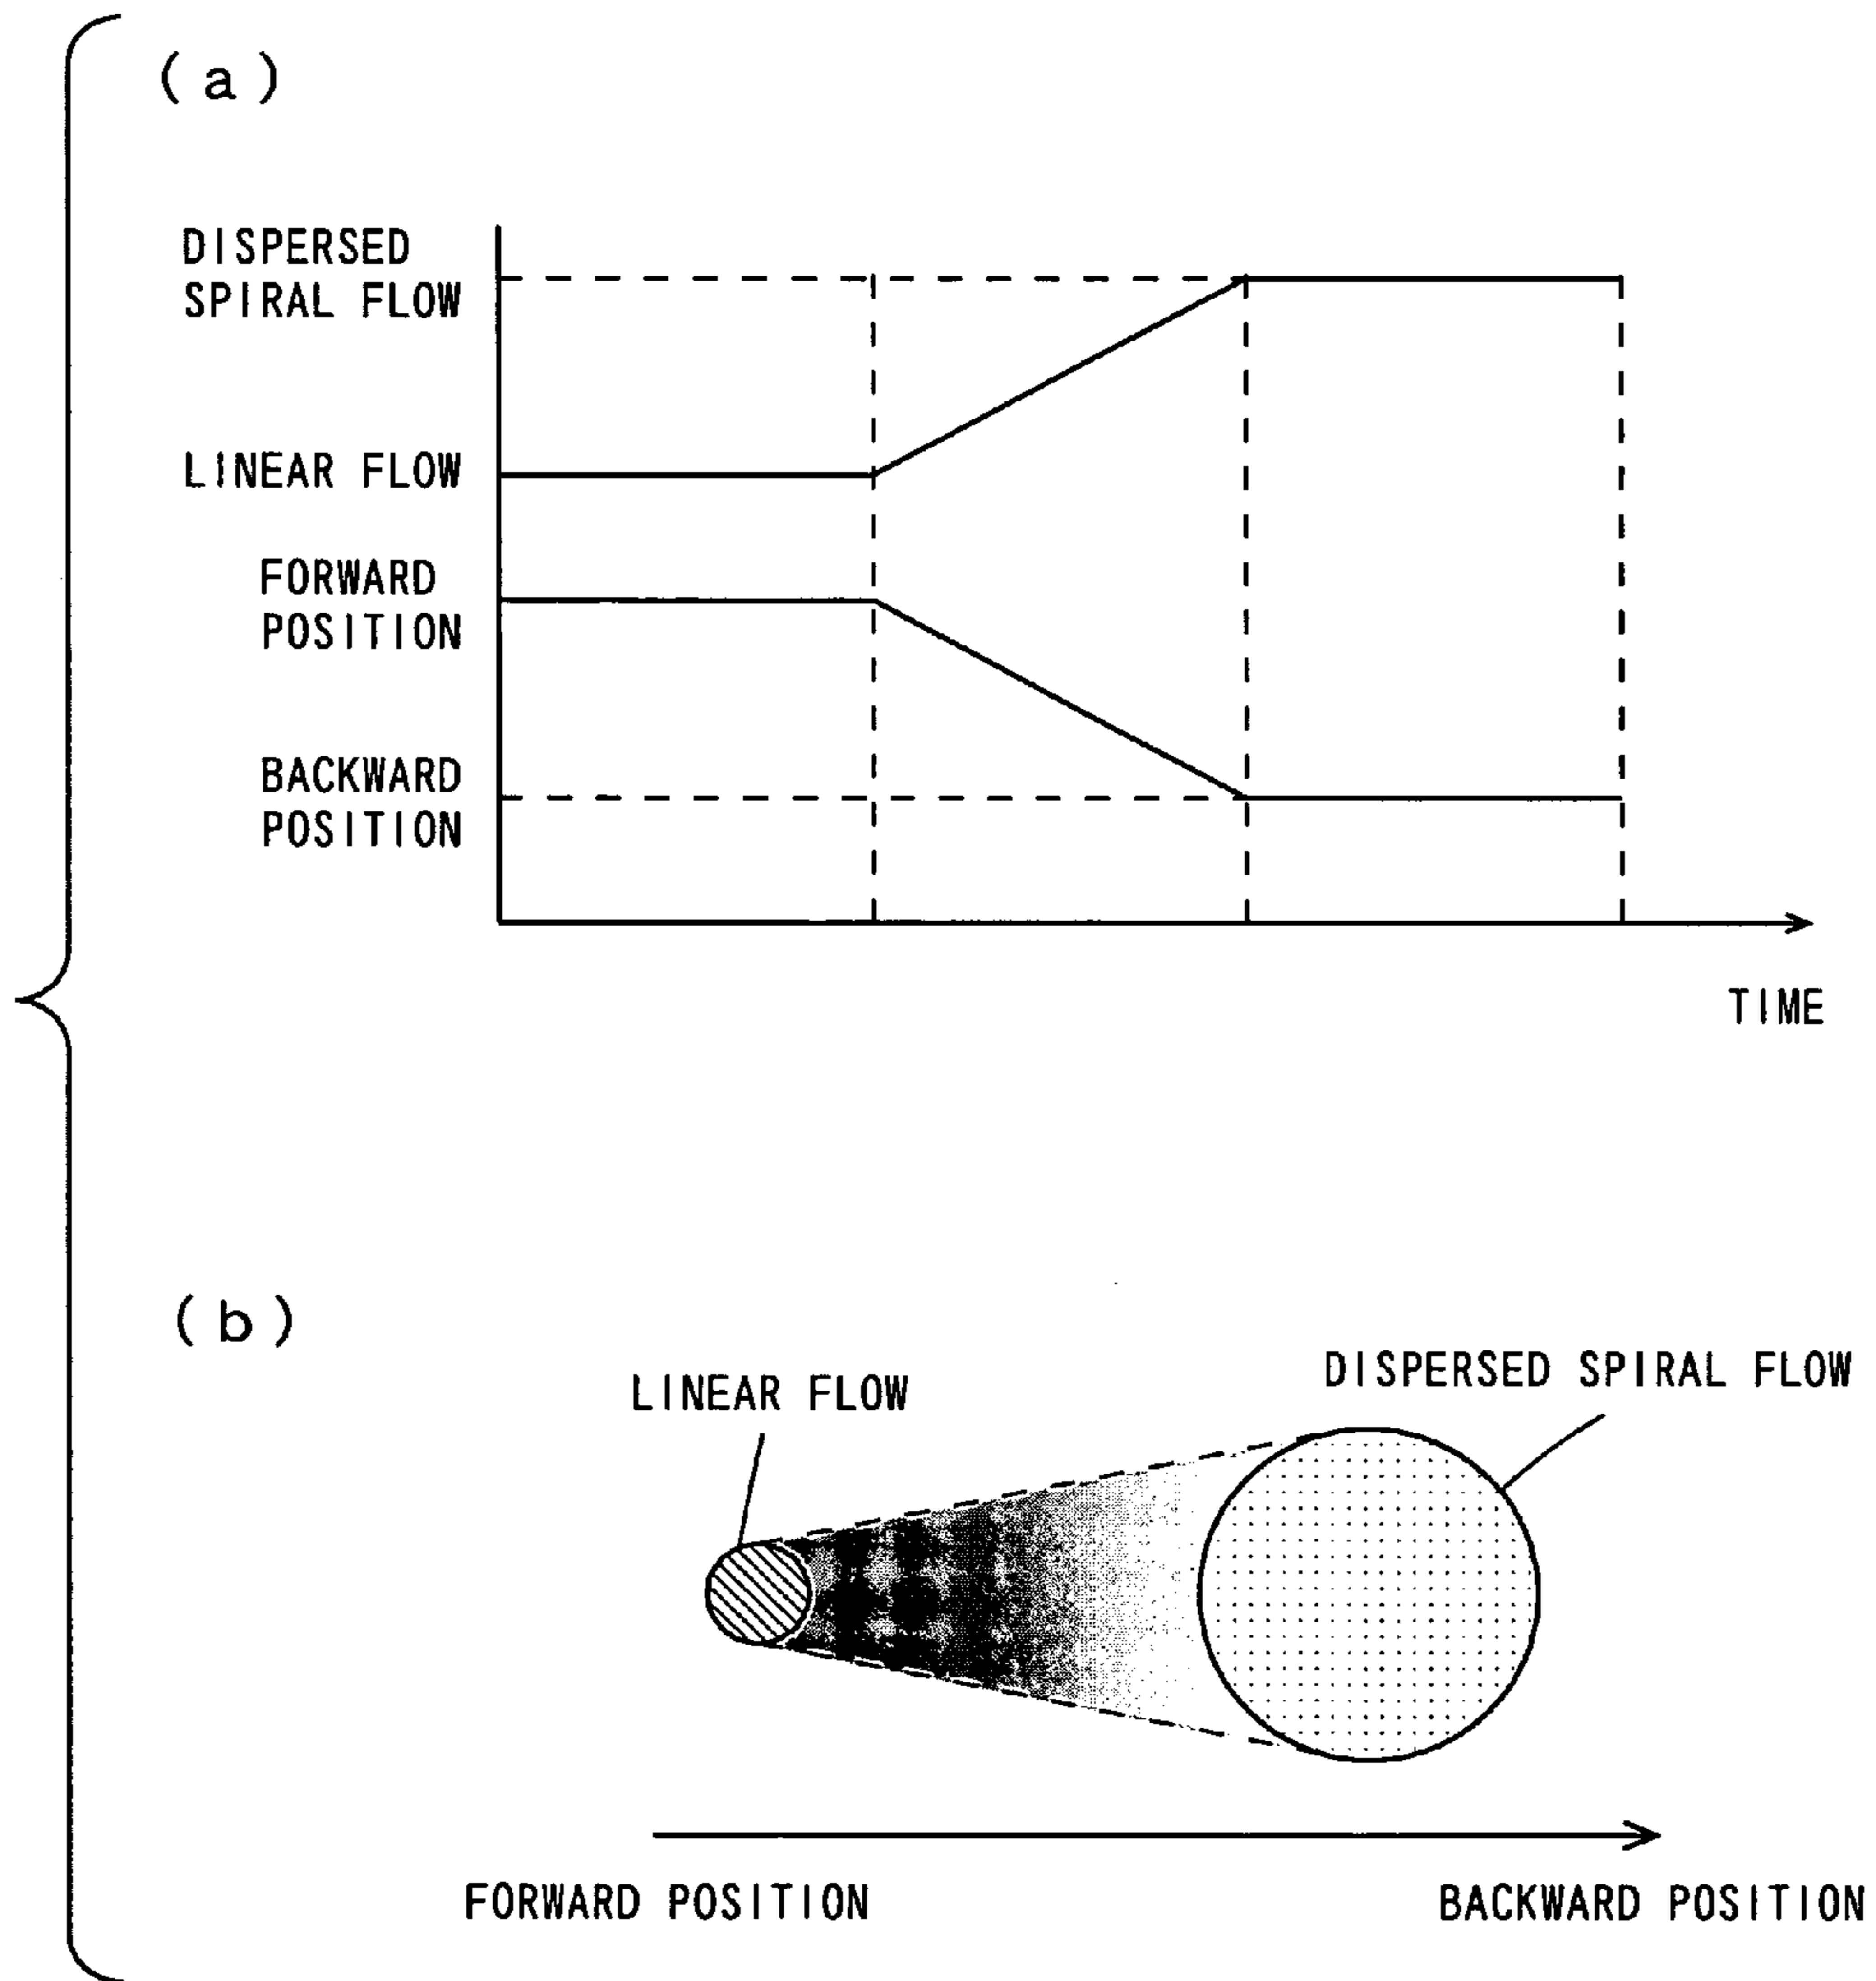 (a)
DISPERSED
SPIRAL FLOW
LINEAR FLOW
FORWARD
POSITION
BACKWARD
POSITION
TIME
(b)
DISPERSED SPIRAL FLOW
LINEAR FLOW
FORWARD POSITION
BACKWARD POSITION